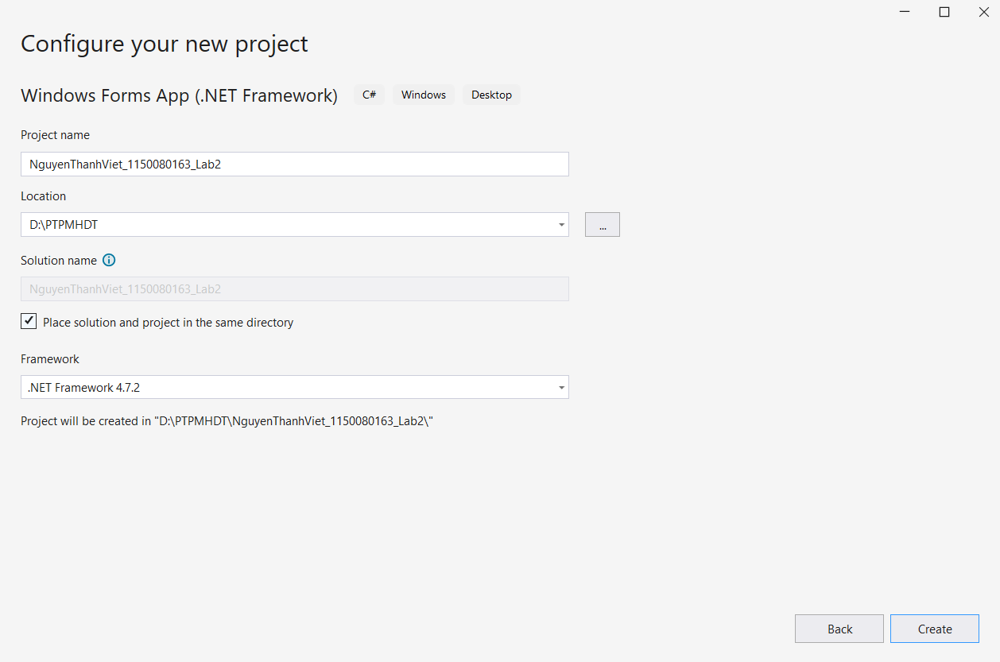 Configure your new project
Windows Forms App (.NET Framework) C# Windows Desktop
Project name
NguyenThanhViet_1150080163_Lab2
Location
D:\PTPMHDT ...
Solution name
NguyenThanhViet_1150080163_Lab2
Place solution and project in the same directory
Framework
.NET Framework 4.7.2
Project will be created in "D:\PTPMHDT\NguyenThanhViet_1150080163_Lab2\"
Back Create